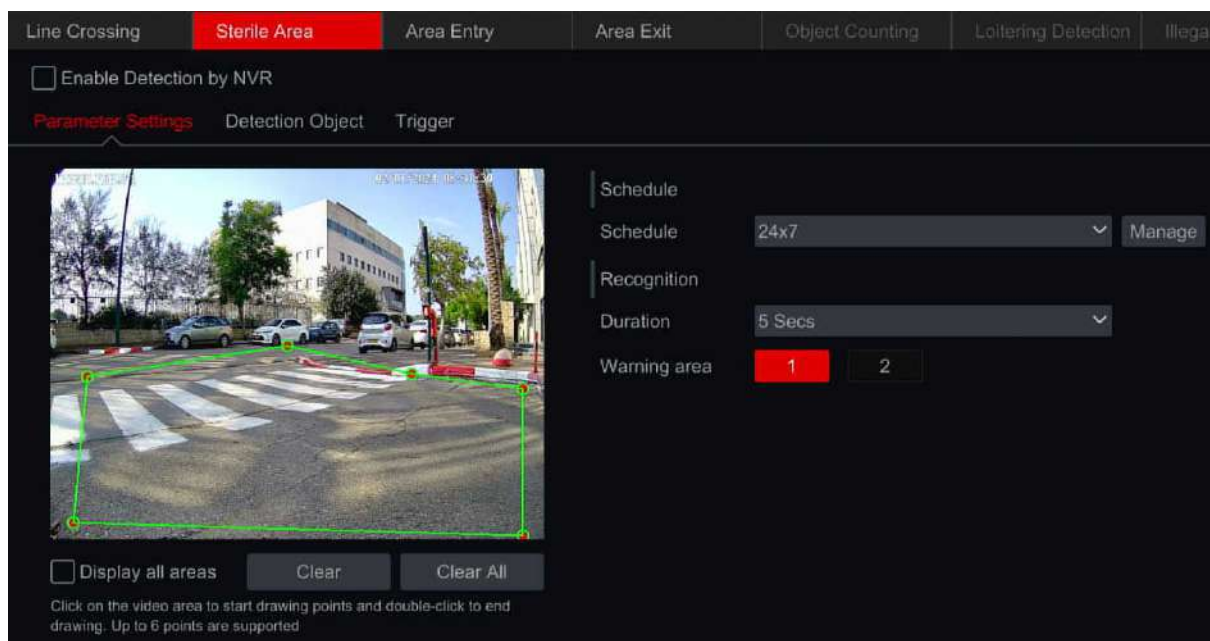 Line Crossing Sterile Area Area Entry Area Exit Object Counting Loitering Detection Illega
Enable Detection by NVR
Parameter Settings Detection Object Trigger
Schedule
Schedule 24x7 Manage
Recognition
Duration 5 Secs
Warning area 1 2
Display all areas Clear Clear All
Click on the video area to start drawing points and double-click to end
drawing. Up to 6 points are supported